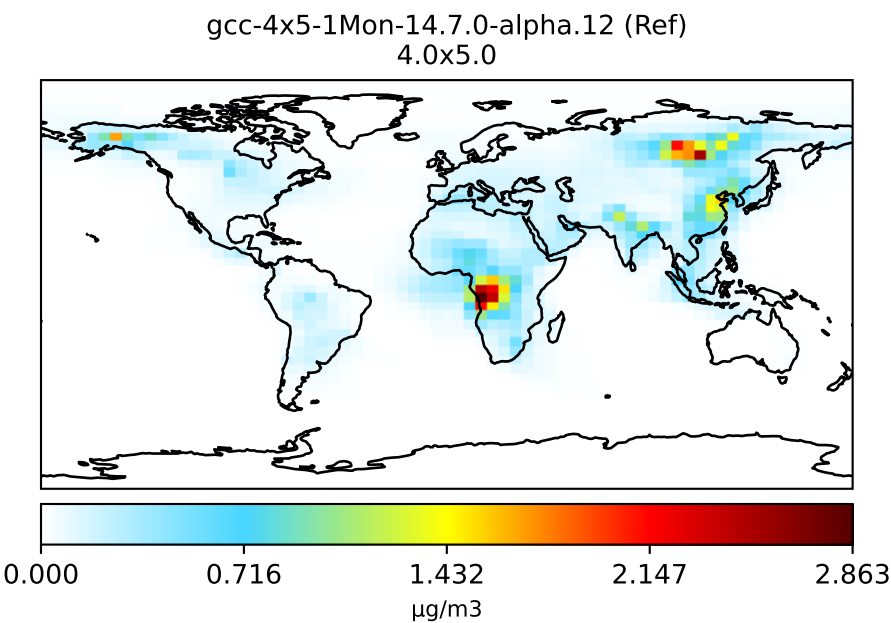 gcc-4x5-1Mon-14.7.0-alpha.12 (Ref)
4.0x5.0
0.000 0.716 1.432 2.147 2.863
μg/m3